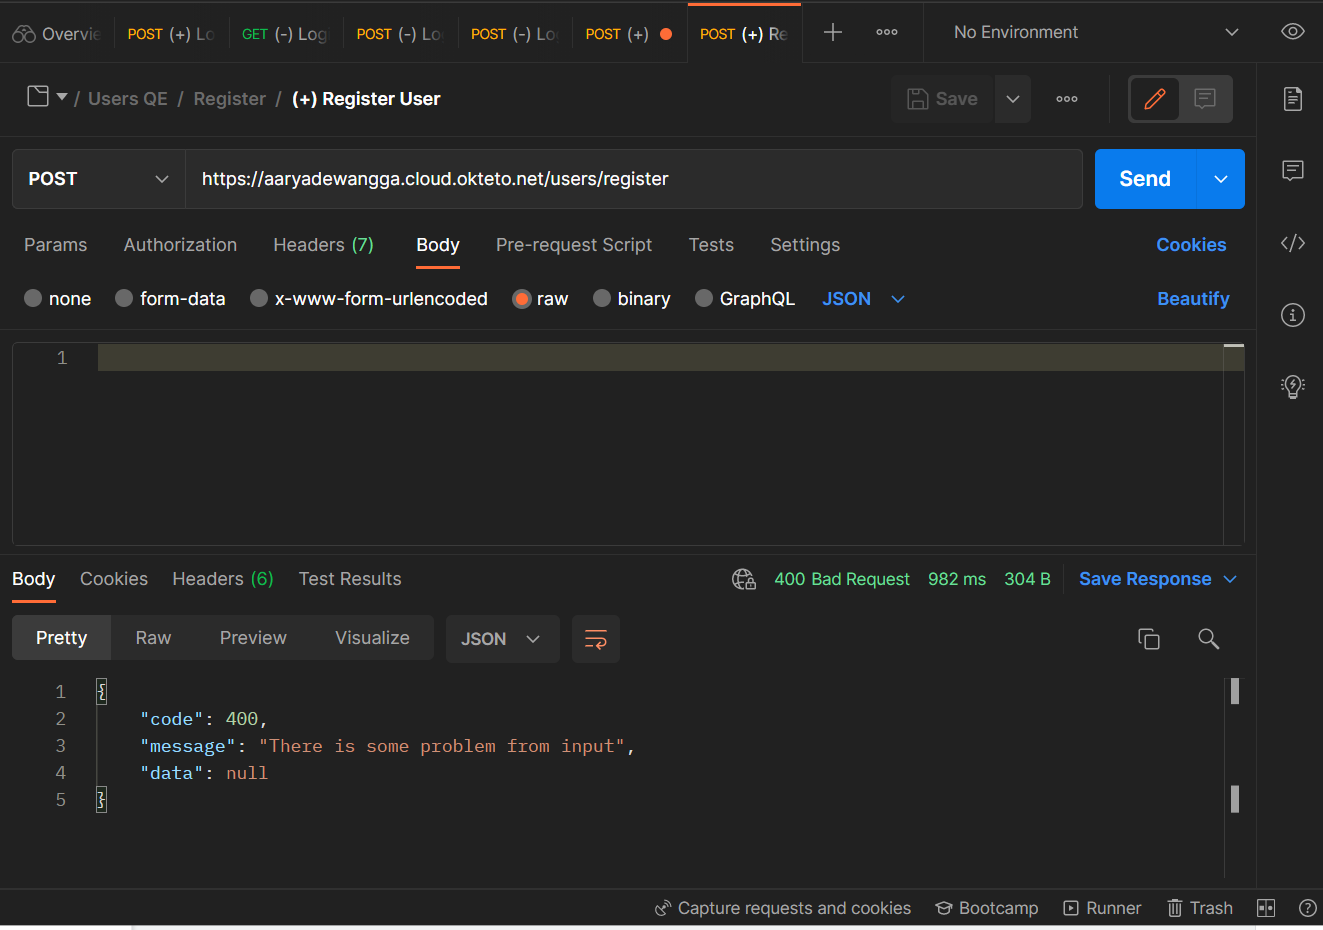 Overvie POST (+) Lo GET (-) Log POST (-) Lo POST (-) Lo POST (+) POST (+) Re No Environment
/ Users QE / Register / (+) Register User Save
POST https://aaryadewangga.cloud.okteto.net/users/register Send
Params Authorization Headers (7) Body Pre-request Script Tests Settings Cookies
none form-data x-www-form-urlencoded raw binary GraphQL JSON Beautify
1
Body Cookies Headers (6) Test Results 400 Bad Request 982 ms 304 B Save Response
Pretty Raw Preview Visualize JSON
1 {
2 "code": 400,
3 "message": "There is some problem from input",
4 "data": null
5 }
Capture requests and cookies Bootcamp Runner Trash